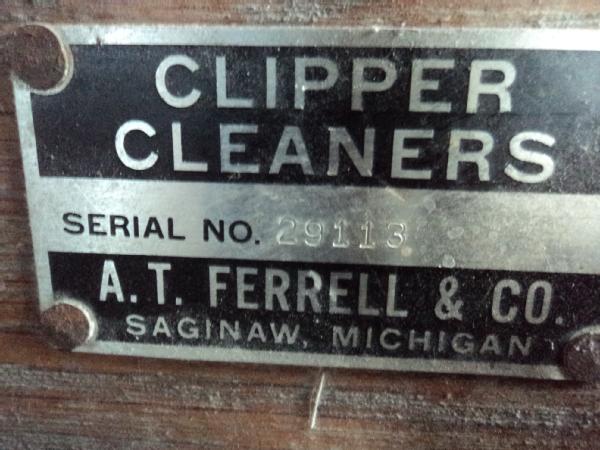 CLIPPER
CLEANERS
SERIAL NO. 29113
A.T. FERRELL & CO.
SAGINAW, MICHIGAN